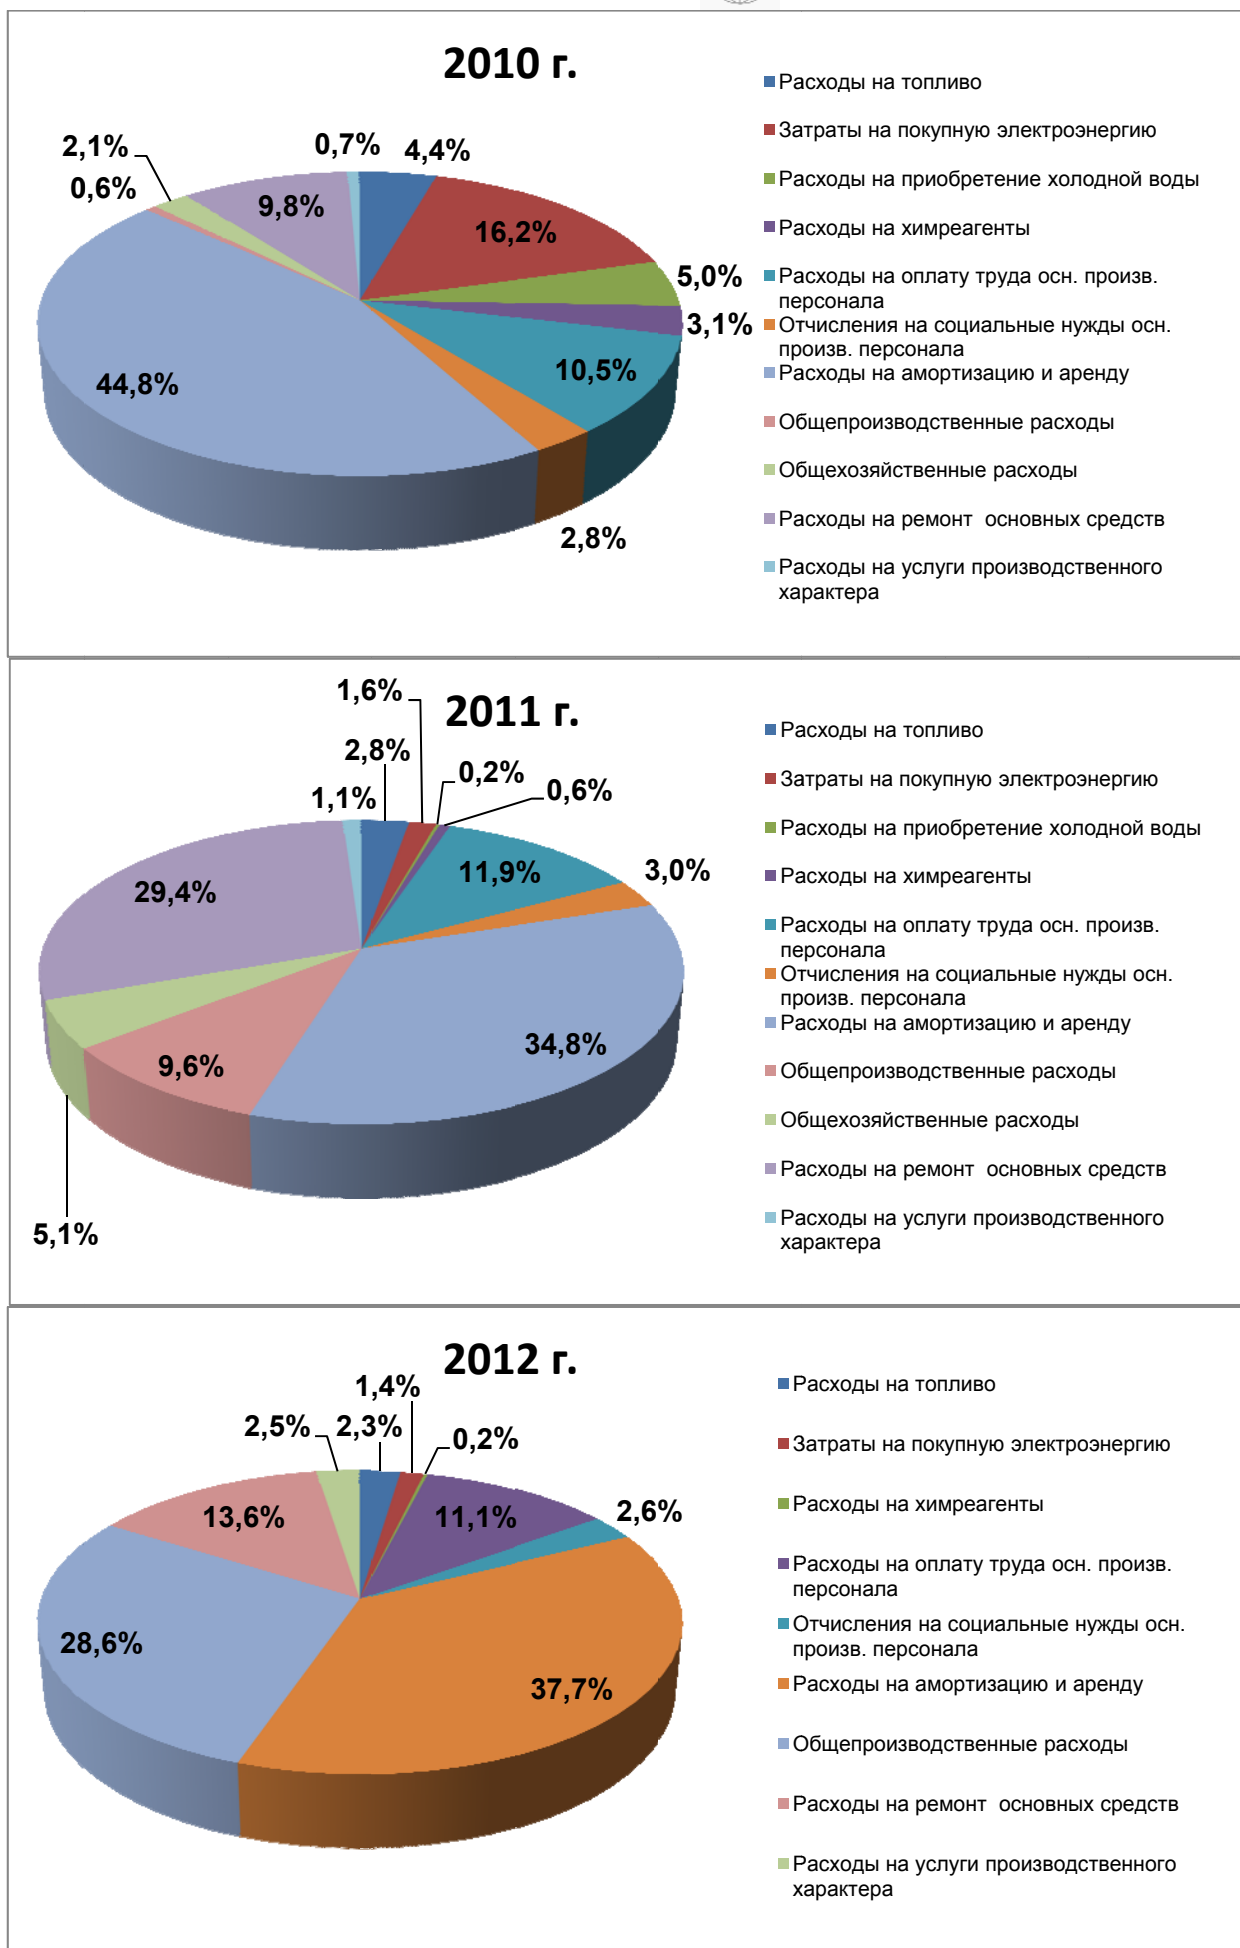 2010 г.
2,1%
0,6%
0,7%
4,4%
9,8%
16,2%
5,0%
3,1%
10,5%
44,8%
2,8%
Расходы на топливо
Затраты на покупную электроэнергию
Расходы на приобретение холодной воды
Расходы на химреагенты
Расходы на оплату труда осн. произв.
персонала
Отчисления на социальные нужды осн.
произв. персонала
Расходы на амортизацию и аренду
Общепроизводственные расходы
Общехозяйственные расходы
Расходы на ремонт основных средств
Расходы на услуги производственного
характера
2011 г.
1,6%
2,8%
0,2%
0,6%
1,1%
11,9%
3,0%
29,4%
34,8%
9,6%
5,1%
Расходы на топливо
Затраты на покупную электроэнергию
Расходы на приобретение холодной воды
Расходы на химреагенты
Расходы на оплату труда осн. произв.
персонала
Отчисления на социальные нужды осн.
произв. персонала
Расходы на амортизацию и аренду
Общепроизводственные расходы
Общехозяйственные расходы
Расходы на ремонт основных средств
Расходы на услуги производственного
характера
2012 г.
1,4%
2,5%
2,3%
0,2%
13,6%
11,1%
2,6%
28,6%
37,7%
Расходы на топливо
Затраты на покупную электроэнергию
Расходы на химреагенты
Расходы на оплату труда осн. произв.
персонала
Отчисления на социальные нужды осн.
произв. персонала
Расходы на амортизацию и аренду
Общепроизводственные расходы
Расходы на ремонт основных средств
Расходы на услуги производственного
характера